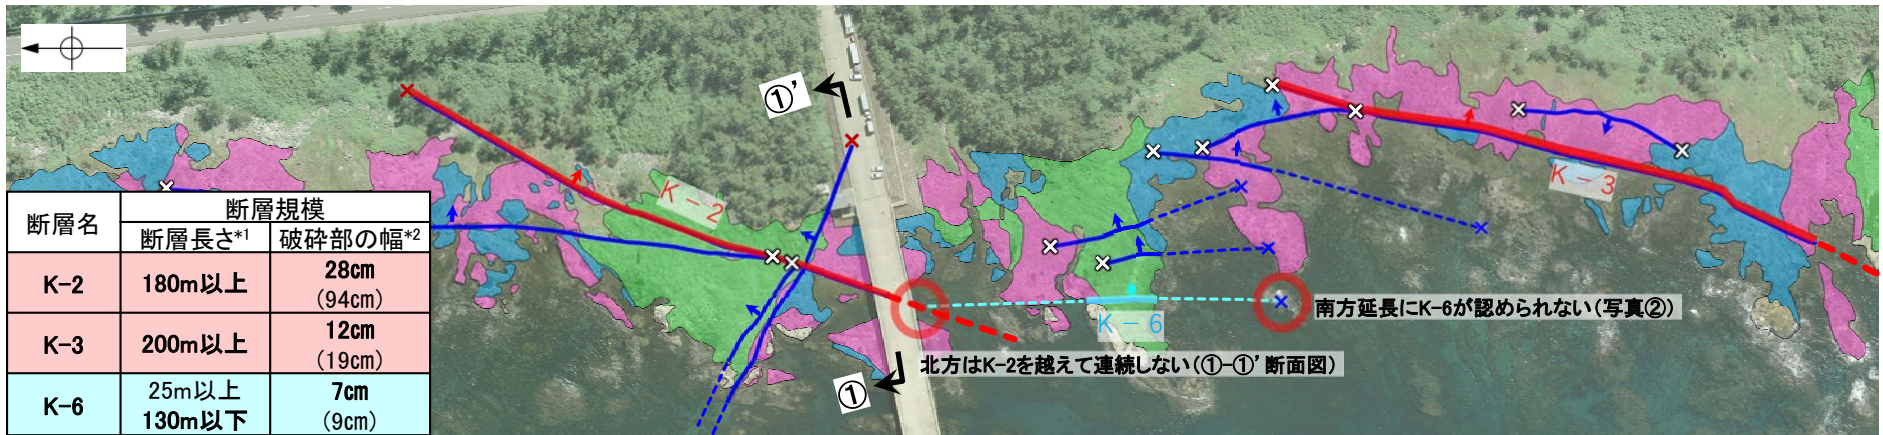 ①’
K-2
K-3
断層名 断層規模
断層長さ*1 破砕部の幅*2
K-2 180m以上 28cm
(94cm)
K-3 200m以上 12cm
(19cm)
K-6 25m以上 7cm
130m以下 (9cm)
K-6
南方延長にK-6が認められない(写真②)
北方はK-2を越えて連続しない(①-①’断面図)
①